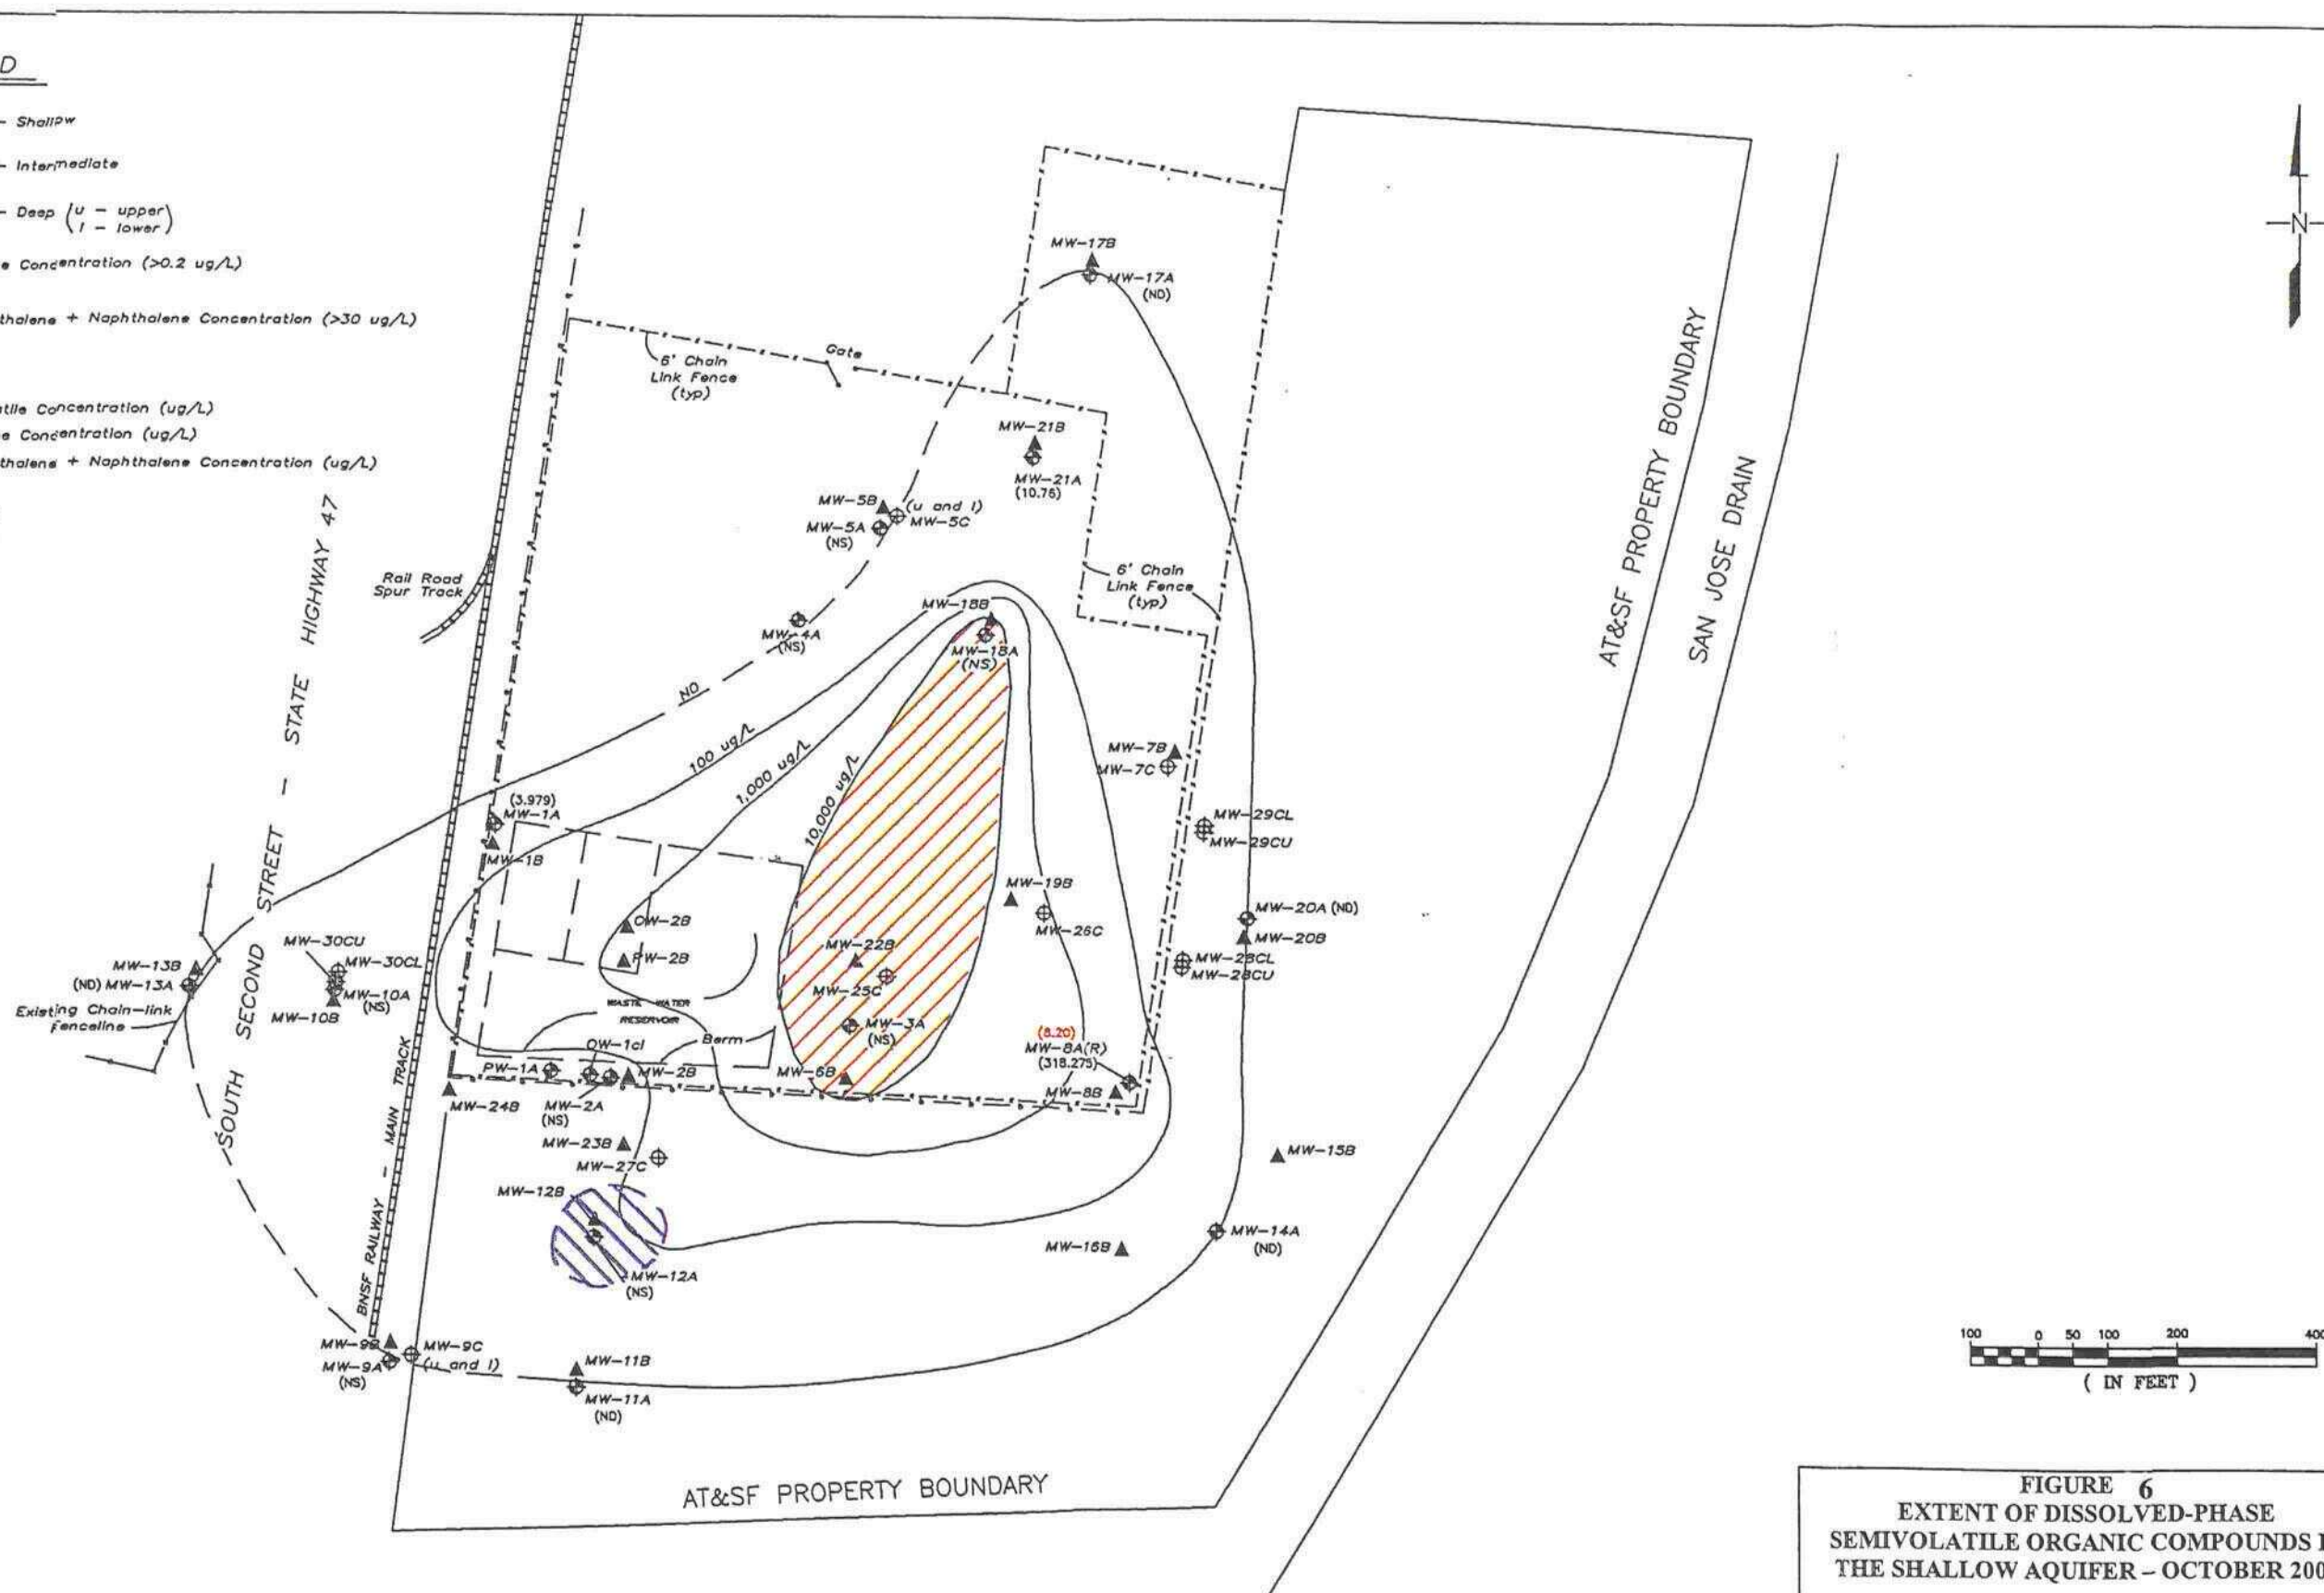 D
- Shallow
- Intermediate
- Deep (u - upper
l - lower)
e Concentration (>0.2 ug/L)
thalene + Naphthalene Concentration (>30 ug/L)
tile Concentration (ug/L)
e Concentration (ug/L)
thalene + Naphthalene Concentration (ug/L)
N
MW-17B
MW-17A
(ND)
6' Chain
Link Fence
(typ)
Gate
MW-21B
MW-21A
(10.76)
MW-5B
(u and l)
MW-5C
MW-5A
(NS)
6' Chain
Link Fence
(typ)
Rail Road
Spur Track
MW-18B
MW-18A
(NS)
MW-4A
(NS)
ND
100 ug/L
1,000 ug/L
10,000 ug/L
AT&SF PROPERTY BOUNDARY
SAN JOSE DRAIN
SOUTH SECOND STREET - STATE HIGHWAY 47
BNSF RAILWAY - MAIN TRACK
MW-7B
MW-7C
(3.979)
MW-1A
MW-1B
MW-29CL
MW-29CU
MW-19B
MW-26C
MW-20A (ND)
MW-20B
OW-2B
PW-2B
MW-22B
MW-25C
MW-28CL
MW-28CU
MW-30CU
MW-30CL
MW-10A
(NS)
MW-10B
MW-13B
(ND) MW-13A
Existing Chain-link
Fenceline
WASTE WATER
RESERVOIR
Berm
MW-3A
(NS)
(8.20)
MW-8A(R)
(318.275)
MW-8B
OW-1cl
PW-1A
MW-2B
MW-6B
MW-24B
MW-2A
(NS)
MW-23B
MW-27C
MW-15B
MW-12B
MW-12A
(NS)
MW-14A
(ND)
MW-16B
MW-9B
MW-9C
MW-9A
(u and l)
(NS)
MW-11B
MW-11A
(ND)
100 0 50 100 200 400
( IN FEET )
AT&SF PROPERTY BOUNDARY
FIGURE 6
EXTENT OF DISSOLVED-PHASE
SEMIVOLATILE ORGANIC COMPOUNDS I
THE SHALLOW AQUIFER – OCTOBER 200